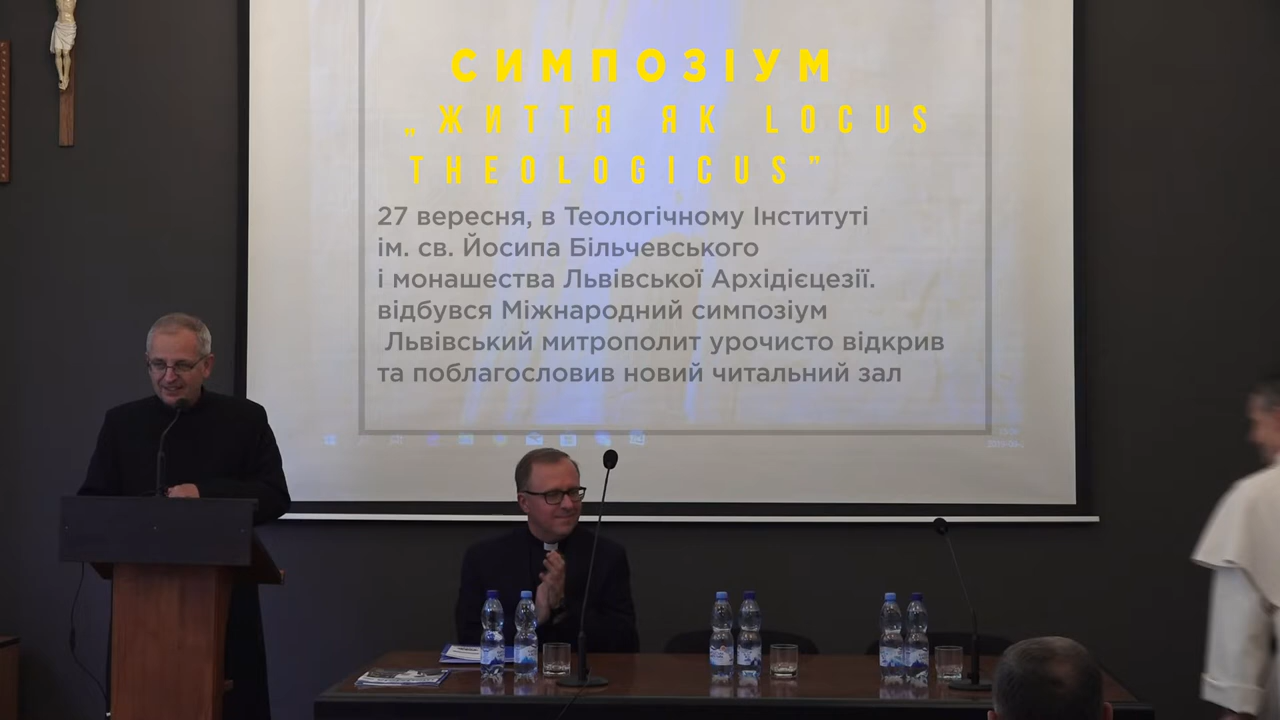 СИМПОЗІУМ
„ЖИТТЯ ЯК LOCUS
THEOLOGICUS”
27 вересня, в Теологічному Інституті
ім. св. Йосипа Більчевського
і монашества Львівської Архідієцезії.
відбувся Міжнародний симпозіум
Львівський митрополит урочисто відкрив
та поблагословив новий читальний зал